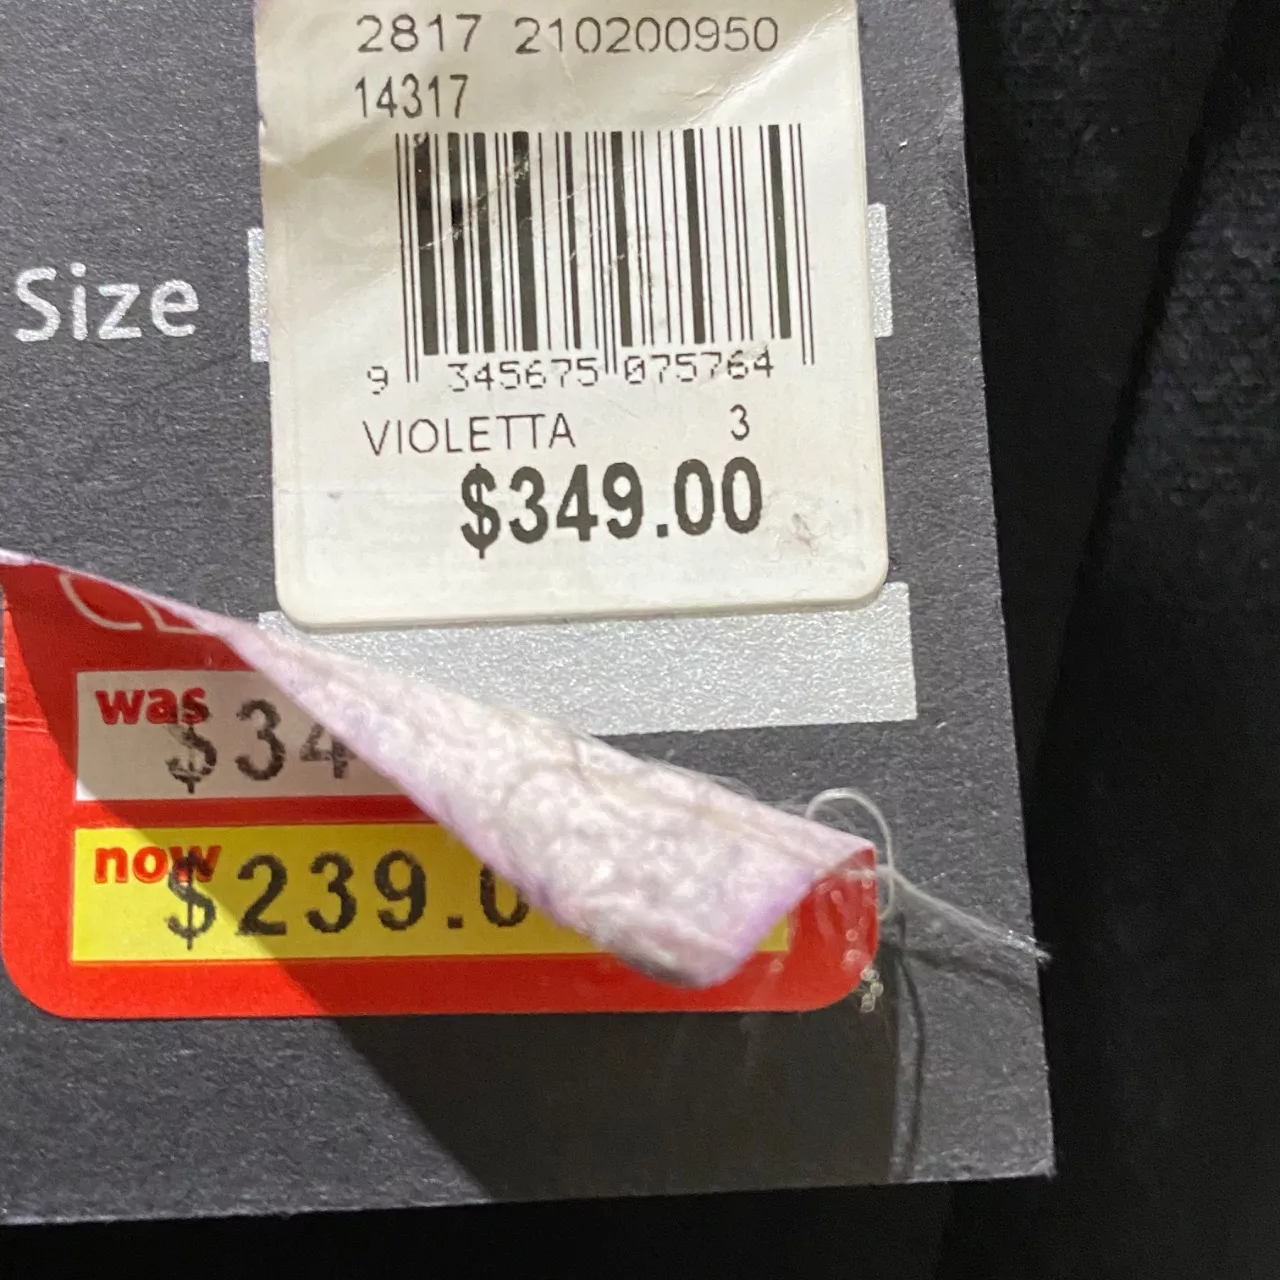 2817 210200950
14317
Size
9 345675 075764
VIOLETTA 3
$349.00
was
$34
now
$239.0